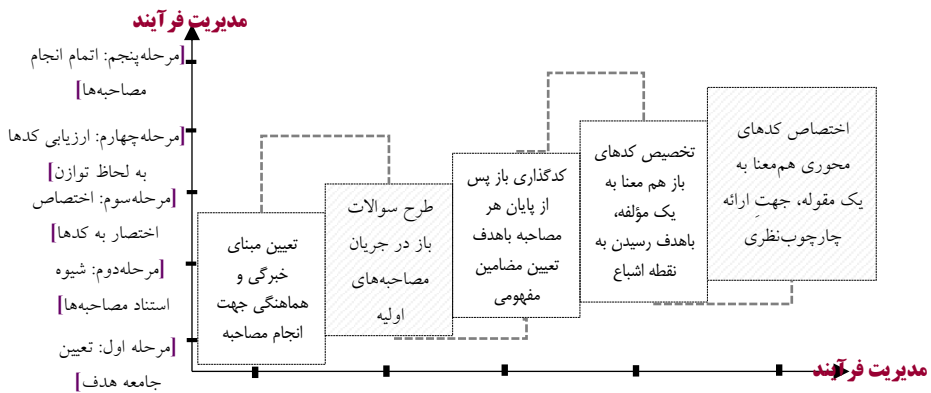 مدیریت فرآیند
[مرحله‌پنجم: اتمام انجام
مصاحبه‌ها]
[مرحله‌چهارم: ارزیابی کدها
به لحاظ توازن]
[مرحله‌سوم: اختصاص
اختصار به کدها]
[مرحله‌دوم: شیوه
استناد مصاحبه‌ها]
[مرحله اول: تعیین
جامعه هدف]
تعیین مبنای
خبرگی و
هماهنگی جهت
انجام مصاحبه
طرح سوالات
باز در جریان
مصاحبه‌های
اولیه
کدگذاری باز پس
از پایان هر
مصاحبه باهدف
تعیین مضامین
مفهومی
تخصیص کدهای
باز هم معنا به
یک مؤلفه،
باهدف رسیدن به
نقطه اشباع
اختصاص کدهای
محوری هم‌معنا به
یک مقوله، جهتِ ارائه
چارچوب‌نظری
مدیریت فرآیند